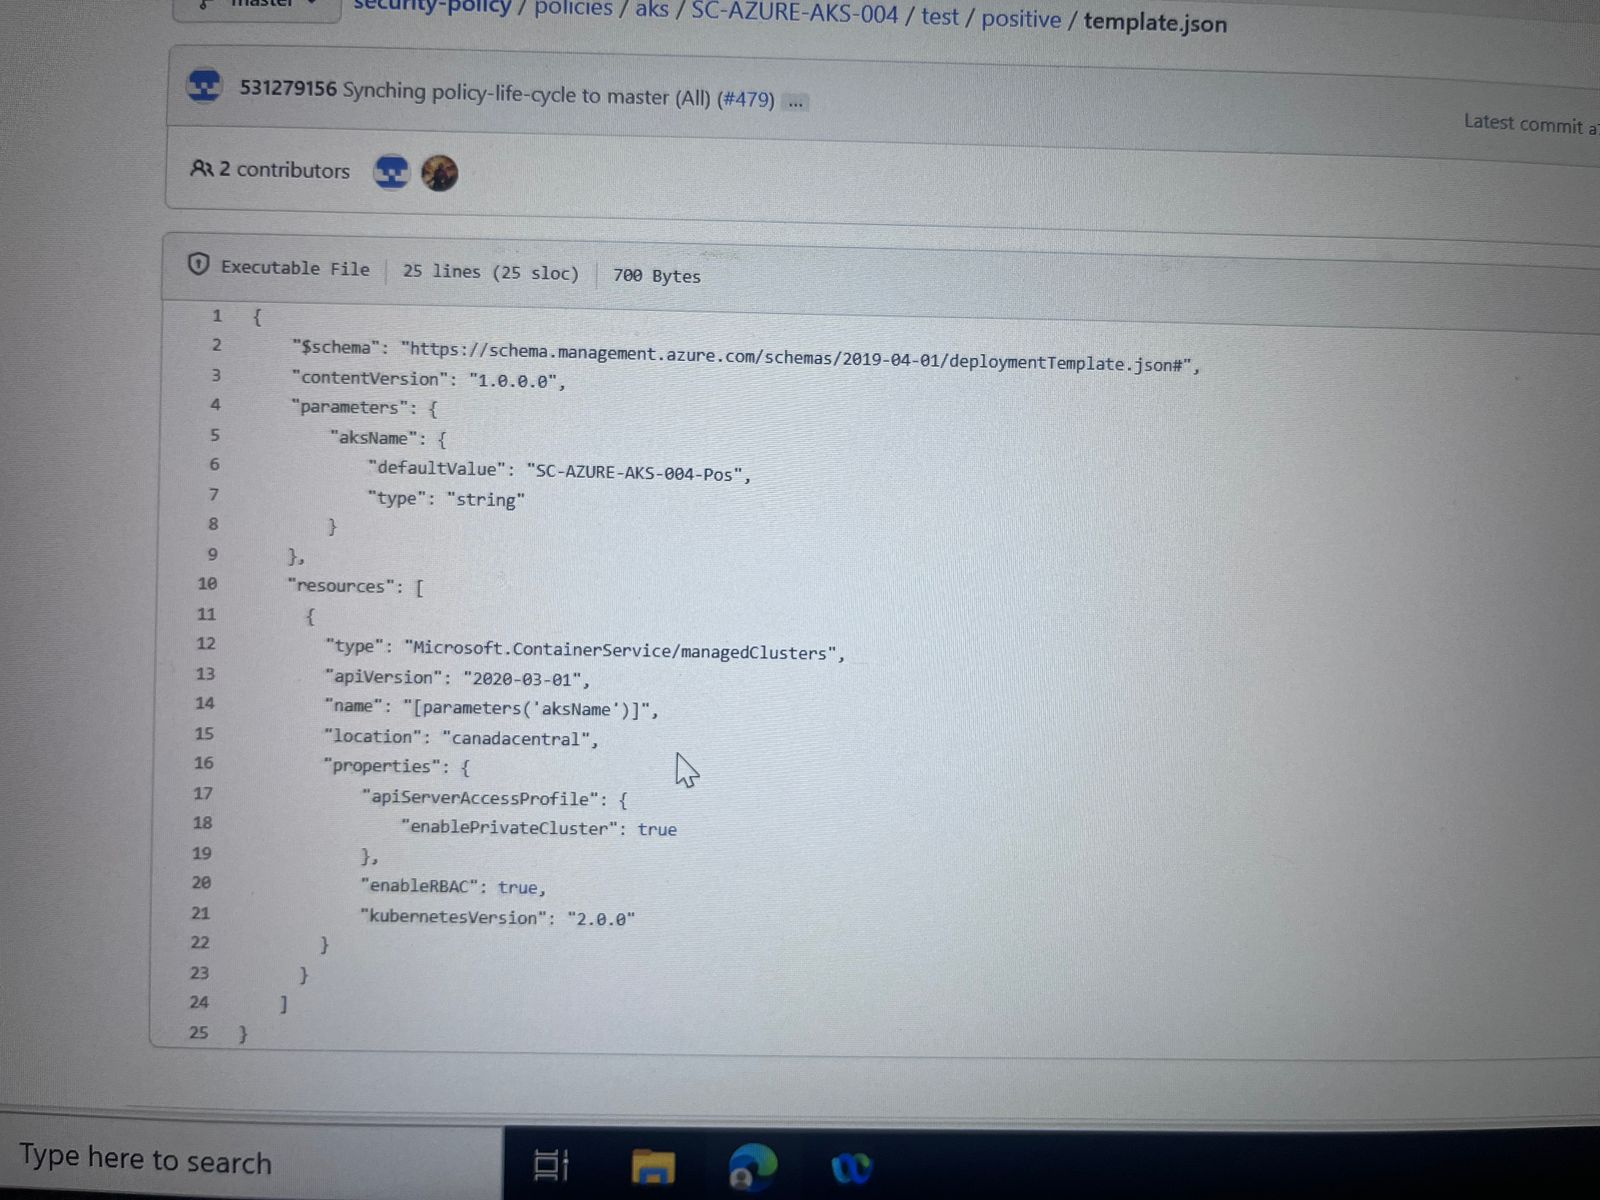 master
security-policy / policies / aks / SC-AZURE-AKS-004 / test / positive / template.json
531279156 Synching policy-life-cycle to master (All) (#479) ...
Latest commit
2 contributors
Executable File 25 lines (25 sloc) 700 Bytes
1 {
2 "$schema": "https://schema.management.azure.com/schemas/2019-04-01/deploymentTemplate.json#",
3 "contentVersion": "1.0.0.0",
4 "parameters": {
5 "aksName": {
6 "defaultValue": "SC-AZURE-AKS-004-Pos",
7 "type": "string"
8 }
9 },
10 "resources": [
11 {
12 "type": "Microsoft.ContainerService/managedClusters",
13 "apiVersion": "2020-03-01",
14 "name": "[parameters('aksName')]",
15 "location": "canadacentral",
16 "properties": {
17 "apiServerAccessProfile": {
18 "enablePrivateCluster": true
19 },
20 "enableRBAC": true,
21 "kubernetesVersion": "2.0.0"
22 }
23 }
24 ]
25 }
Type here to search